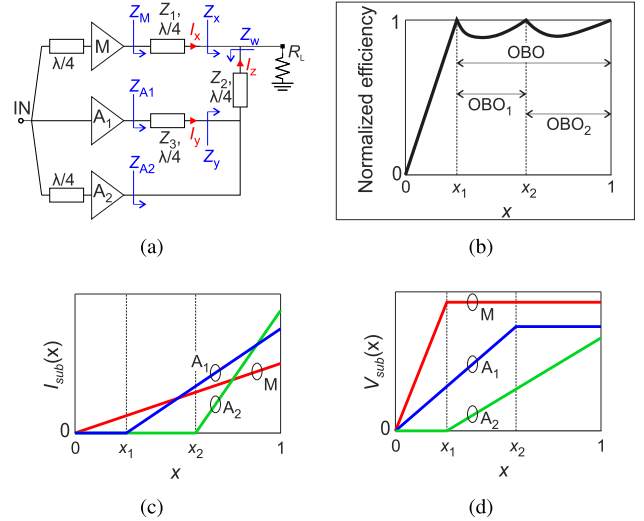 Z_M Z_1, λ/4 Z_x
I_x
Z_w
M
λ/4
R_L
I_z
Z_2, λ/4
IN
Z_A1
A_1
Z_3, λ/4
I_y
Z_y
λ/4
Z_A2
A_2
(a)
Normalized efficiency
1
0
OBO
OBO_1
OBO_2
0 x_1 x_2 1
x
(b)
I_sub(x)
0
A_1
M
A_2
0 x_1 x_2 1
x
(c)
V_sub(x)
0
M
A_1
A_2
0 x_1 x_2 1
x
(d)